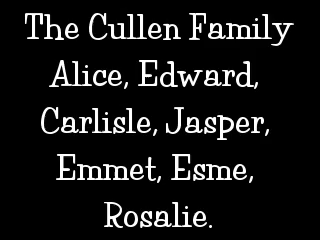 The Cullen Family
Alice, Edward,
Carlisle, Jasper,
Emmet, Esme,
Rosalie.